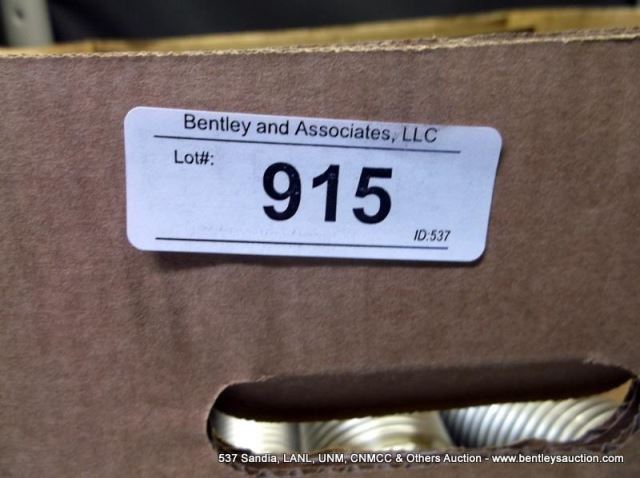 Bentley and Associates, LLC
Lot#:
915
ID:537
537 Sandia, LANL, UNM, CNMCC & Others Auction - www.bentleysauction.com